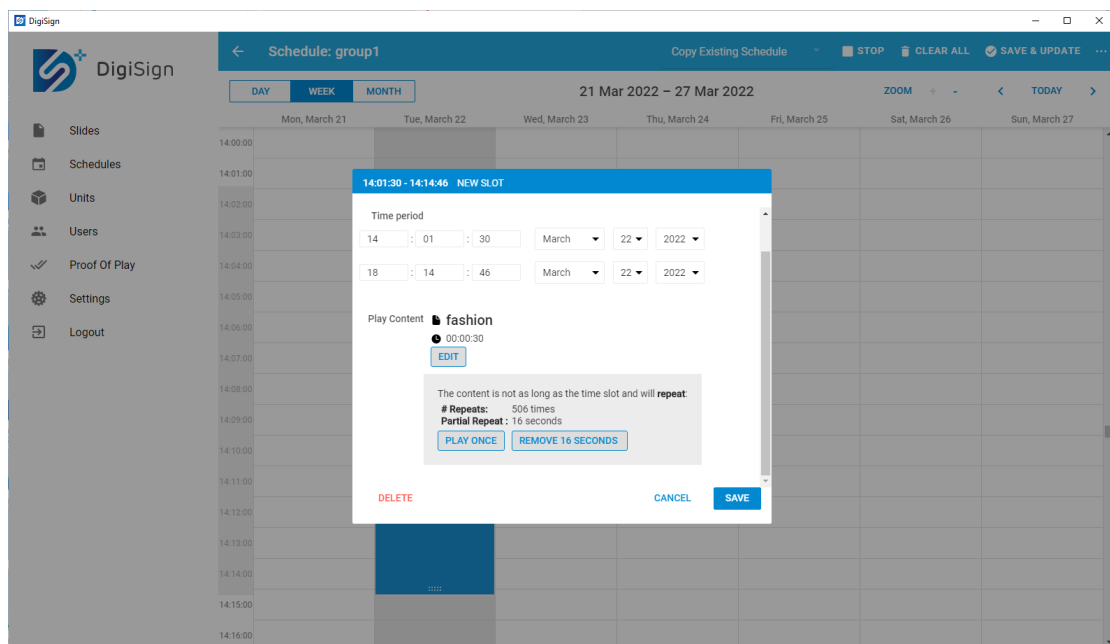 DigiSign
DigiSign
Schedule: group1 Copy Existing Schedule STOP CLEAR ALL SAVE & UPDATE ...
DAY WEEK MONTH 21 Mar 2022 – 27 Mar 2022 ZOOM + - < TODAY >
Mon, March 21 Tue, March 22 Wed, March 23 Thu, March 24 Fri, March 25 Sat, March 26 Sun, March 27
Slides
Schedules
Units
Users
Proof Of Play
Settings
Logout
14:00:00
14:01:00
14:02:00
14:03:00
14:04:00
14:05:00
14:06:00
14:07:00
14:08:00
14:09:00
14:10:00
14:11:00
14:12:00
14:13:00
14:14:00
14:15:00
14:16:00
14:01:30 - 14:14:46 NEW SLOT
Time period
14 : 01 : 30 March 22 2022
18 : 14 : 46 March 22 2022
Play Content fashion
00:00:30
EDIT
The content is not as long as the time slot and will repeat:
# Repeats: 506 times
Partial Repeat : 16 seconds
PLAY ONCE REMOVE 16 SECONDS
DELETE CANCEL SAVE